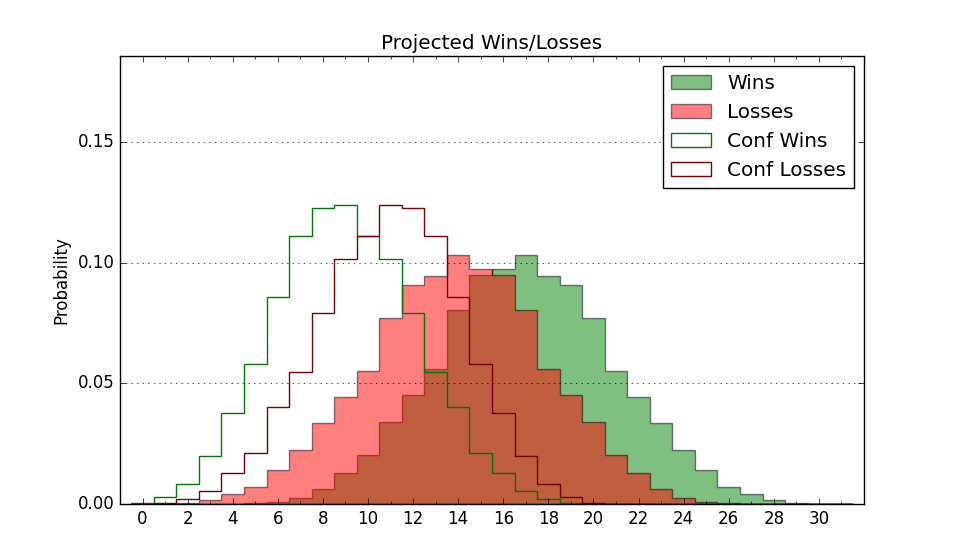 Projected Wins/Losses
Wins
Losses
Conf Wins
Conf Losses
Probability
0.15
0.10
0.05
0.00
0 2 4 6 8 10 12 14 16 18 20 22 24 26 28 30